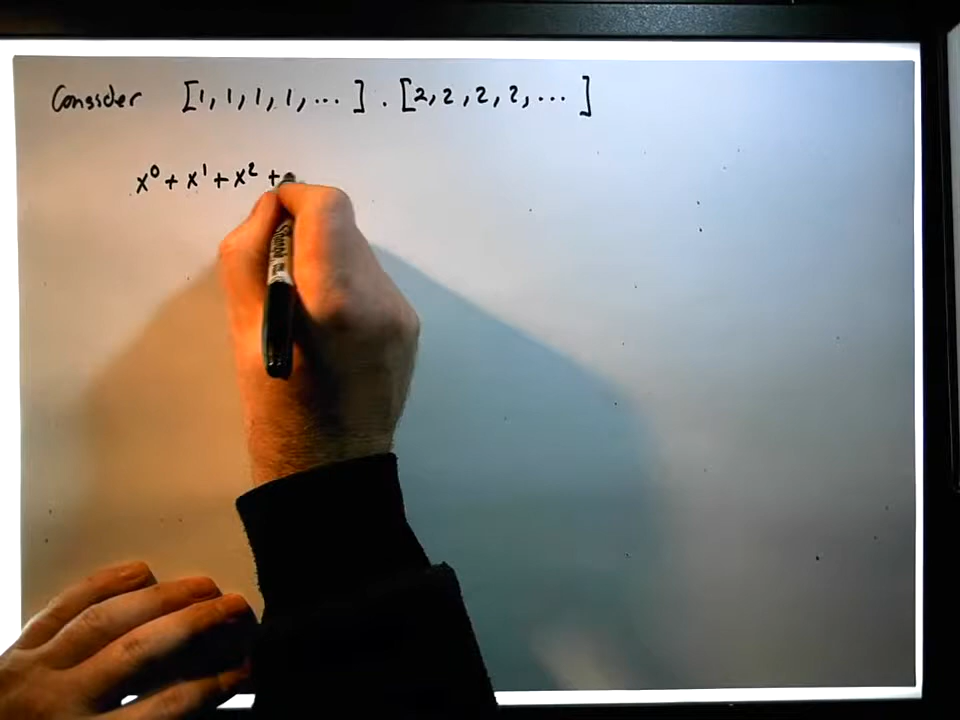 Consider [1, 1, 1, 1, ... ] . [2, 2, 2, 2, ... ]
x⁰ + x¹ + x² +